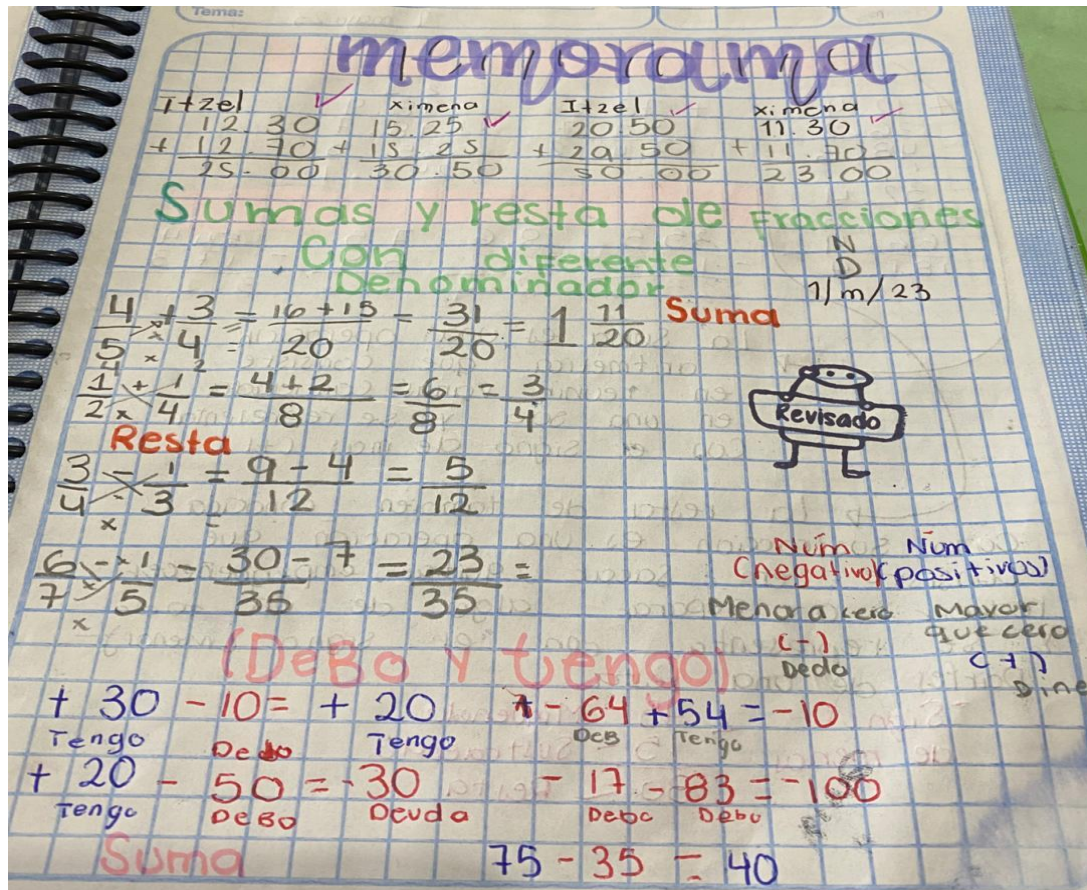 Tema:
memorama
Itzel Ximena Itzel Ximena
12.30 15.25 20.50 11.30
+ 12.70 + 15.25 + 29.50 + 11.70
25.00 30.50 50.00 23.00
Sumas y resta de Fracciones
Con diferente
Denominador
N
D
1/m/23
4/5 + 3/4 = 16+15/20 = 31/20 = 1 11/20 Suma
1/2 + 1/4 = 4+2/8 = 6/8 = 3/4
Revisado
Resta
3/4 - 1/3 = 9-4/12 = 5/12
6/7 - 1/5 = 30-7/35 = 23/35 =
Núm Núm
(negativo) (positivos)
Menor a cero Mayor
que cero
(-) (+)
Dedo Dine
(DeBo y tengo)
+ 30 - 10 = + 20 - 64 + 54 = -10
Tengo Tengo Deb Tengo
+ 20 - 50 = -30 - 17 - 83 = -100
Tengo DeBo Deuda Debo Debo
Suma 75 - 35 = 40